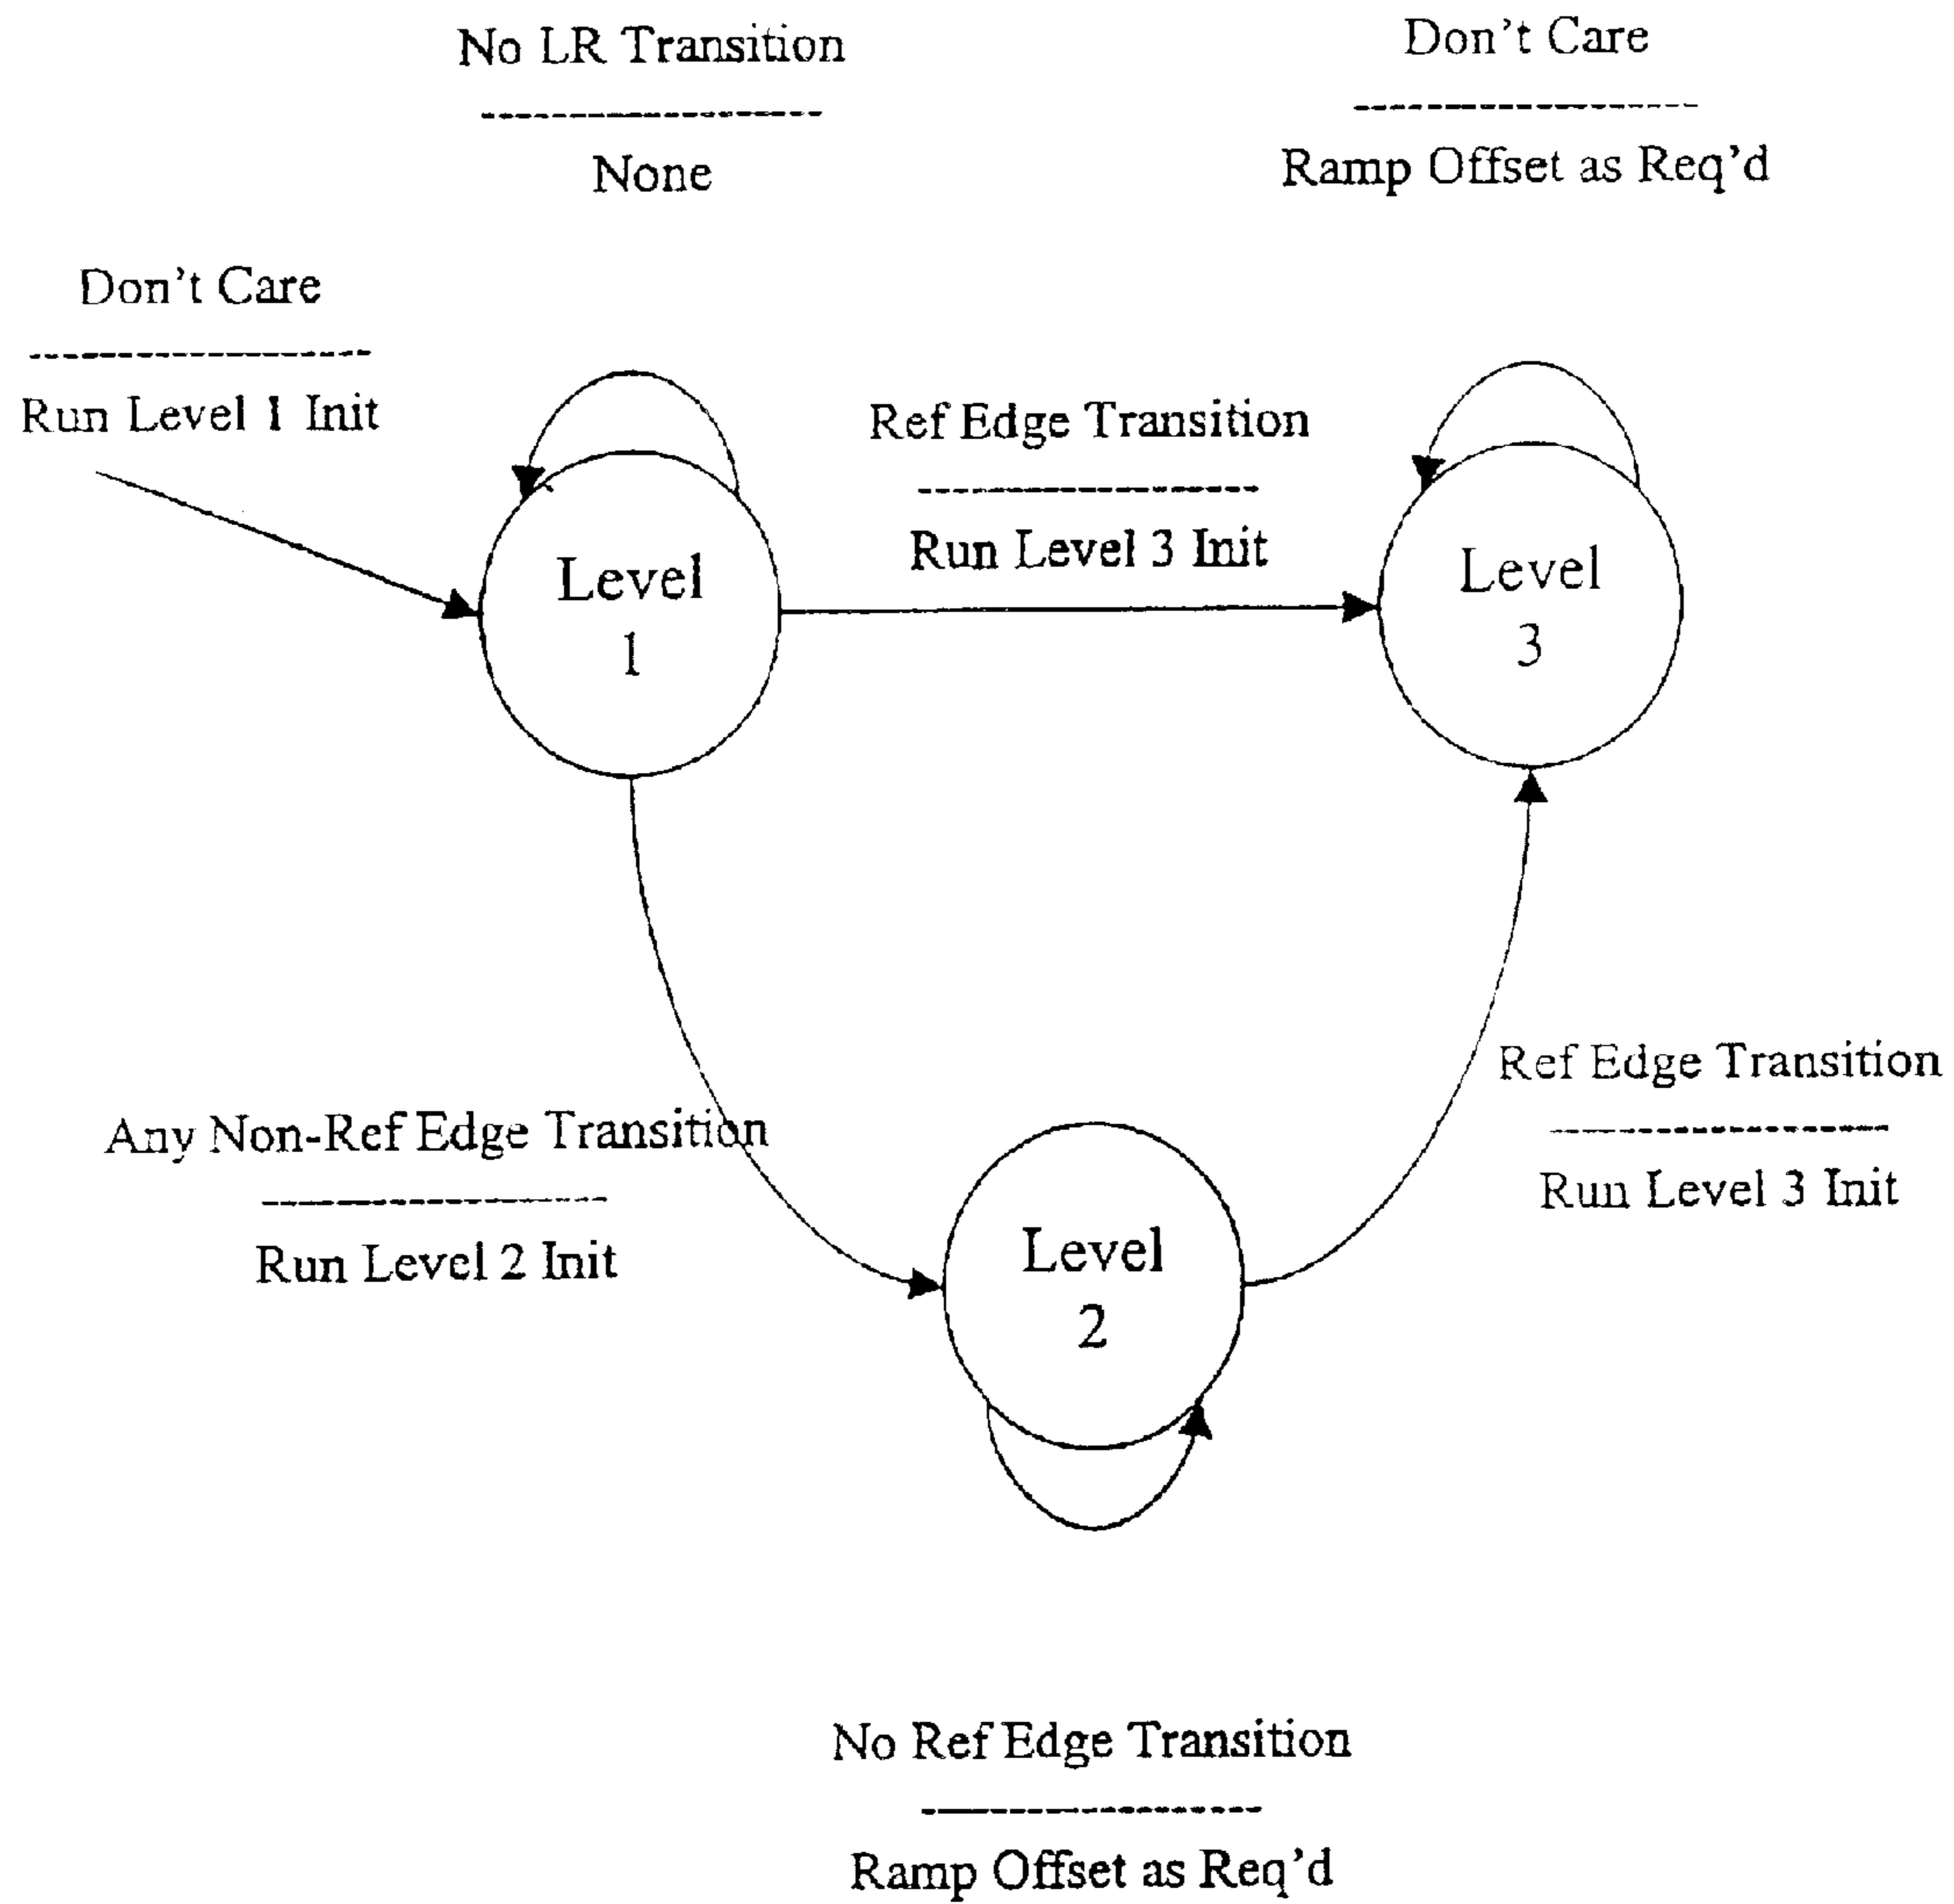 No LR Transition
None
Don't Care
Ramp Offset as Req'd
Don't Care
Run Level 1 Init
Ref Edge Transition
Run Level 3 Init
Level
1
Level
3
Any Non-Ref Edge Transition
Run Level 2 Init
Level
2
Ref Edge Transition
Run Level 3 Init
No Ref Edge Transition
Ramp Offset as Req'd